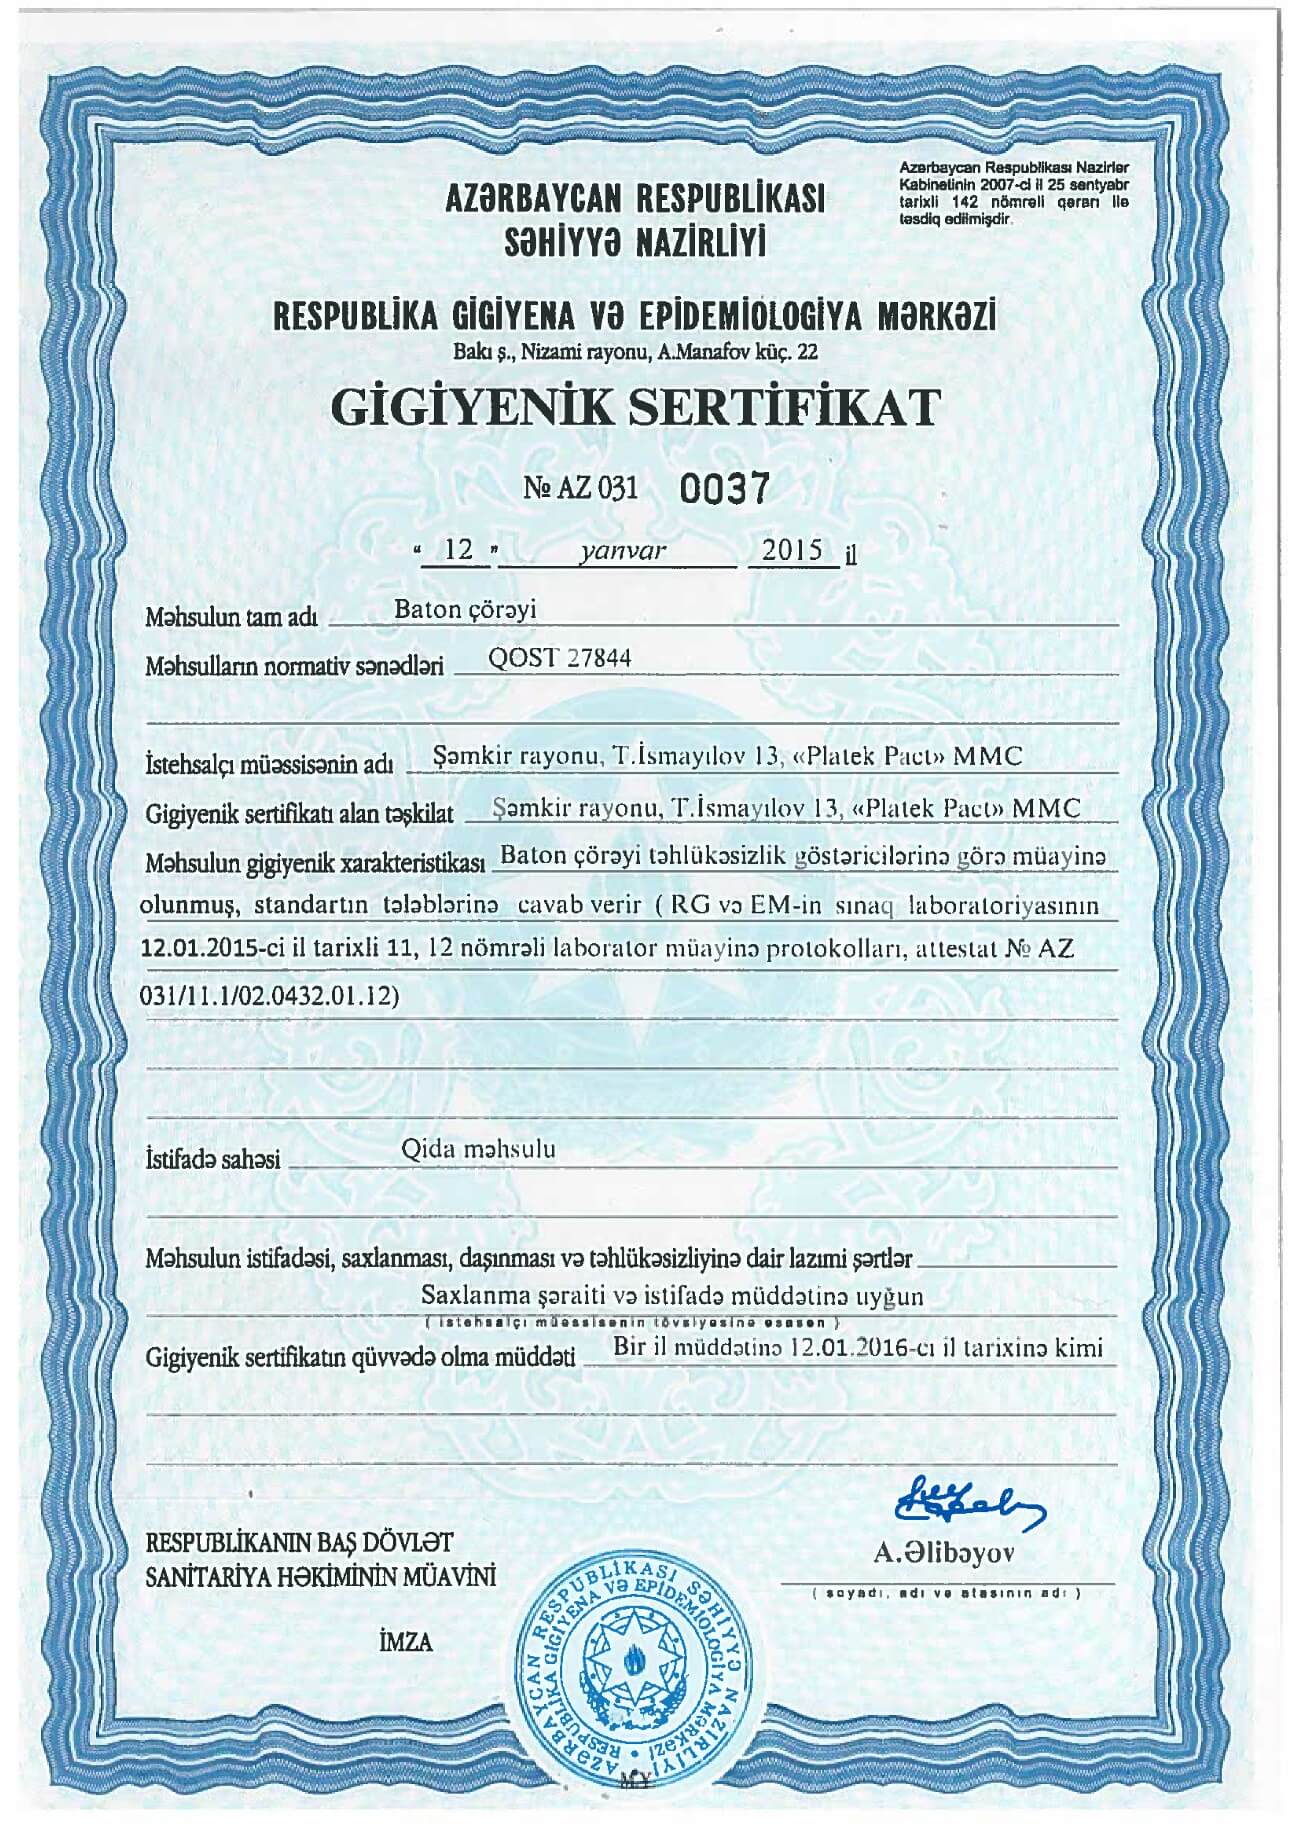 Azərbaycan Respublikası Nazirlər
Kabinetinin 2007-ci il 25 sentyabr
tarixli 142 nömrəli qərarı ilə
təsdiq edilmişdir.
AZƏRBAYCAN RESPUBLİKASI
SƏHİYYƏ NAZİRLİYİ
RESPUBLİKA GİGİYENA VƏ EPİDEMİOLOGİYA MƏRKƏZİ
Bakı ş., Nizami rayonu, A.Manafov küç. 22
GİGİYENİK SERTİFİKAT
№ AZ 031 0037
“ 12 ” yanvar 2015 il
Məhsulun tam adı Baton çörəyi
Məhsulların normativ sənədləri QOST 27844
İstehsalçı müəssisənin adı Şəmkir rayonu, T.İsmayılov 13, «Platek Pact» MMC
Gigiyenik sertifikatı alan təşkilat Şəmkir rayonu, T.İsmayılov 13, «Platek Pact» MMC
Məhsulun gigiyenik xarakteristikası Baton çörəyi təhlükəsizlik göstəricilərinə görə müayinə
olunmuş, standartın tələblərinə cavab verir ( RG və EM-in sınaq laboratoriyasının
12.01.2015-ci il tarixli 11, 12 nömrəli laborator müayinə protokolları, attestat № AZ
031/11.1/02.0432.01.12)
İstifadə sahəsi Qida məhsulu
Məhsulun istifadəsi, saxlanması, daşınması və təhlükəsizliyinə dair lazımi şərtlər
Saxlanma şəraiti və istifadə müddətinə uyğun
( istehsalçı müəssisənin tövsiyəsinə əsasən )
Gigiyenik sertifikatın qüvvədə olma müddəti Bir il müddətinə 12.01.2016-cı il tarixinə kimi
RESPUBLİKANIN BAŞ DÖVLƏT
SANİTARİYA HƏKİMİNİN MÜAVİNİ
A.Əlibəyov
( soyadı, adı və atasının adı )
İMZA
AZƏRBAYCAN RESPUBLİKASI SƏHİYYƏ NAZİRLİYİ
RESPUBLİKA GİGİYENA VƏ EPİDEMİOLOGİYA MƏRKƏZİ
M.Y.